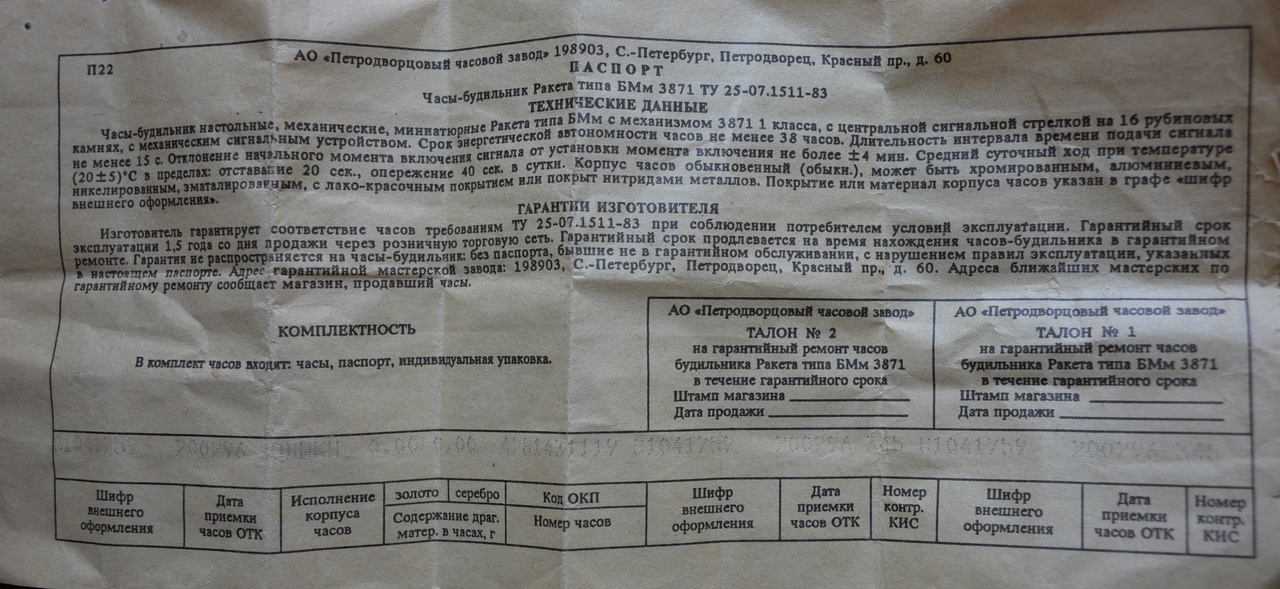 П22
АО «Петродворцовый часовой завод» 198903, С.-Петербург, Петродворец, Красный пр., д. 60
ПАСПОРТ
Часы-будильник Ракета типа БМм 3871 ТУ 25-07.1511-83
ТЕХНИЧЕСКИЕ ДАННЫЕ
Часы-будильник настольные, механические, миниатюрные Ракета типа БМм с механизмом 3871 1 класса, с центральной сигнальной стрелкой на 16 рубиновых
камнях, с механическим сигнальным устройством. Срок энергетической автономности часов не менее 38 часов. Длительность интервала времени подачи сигнала
не менее 15 с. Отклонение начального момента включения сигнала от установки момента включения не более ±4 мин. Средний суточный ход при температуре
(20±5)°С в пределах: отставание 20 сек., опережение 40 сек. в сутки. Корпус часов обыкновенный (обыкн.), может быть хромированным, алюминиевым,
никелированным, эматалированным, с лако-красочным покрытием или покрыт нитридами металлов. Покрытие или материал корпуса часов указан в графе «шифр
внешнего оформления».
ГАРАНТИИ ИЗГОТОВИТЕЛЯ
Изготовитель гарантирует соответствие часов требованиям ТУ 25-07.1511-83 при соблюдении потребителем условий эксплуатации. Гарантийный срок
эксплуатации 1,5 года со дня продажи через розничную торговую сеть. Гарантийный срок продлевается на время нахождения часов-будильника в гарантийном
ремонте. Гарантия не распространяется на часы-будильник: без паспорта, бывшие не в гарантийном обслуживании, с нарушением правил эксплуатации, указанных
в настоящем паспорте. Адрес гарантийной мастерской завода: 198903, С.-Петербург, Петродворец, Красный пр., д. 60. Адреса ближайших мастерских по
гарантийному ремонту сообщает магазин, продавший часы.
КОМПЛЕКТНОСТЬ
В комплект часов входят: часы, паспорт, индивидуальная упаковка.
АО «Петродворцовый часовой завод»
ТАЛОН № 2
на гарантийный ремонт часов
будильника Ракета типа БМм 3871
в течение гарантийного срока
Штамп магазина
Дата продажи
АО «Петродворцовый часовой завод»
ТАЛОН № 1
на гарантийный ремонт часов
будильника Ракета типа БМм 3871
в течение гарантийного срока
Штамп магазина
Дата продажи
0.00 0.00
Шифр
внешнего
оформления
Дата
приемки
часов ОТК
Исполнение
корпуса
часов
золото
серебро
Содержание драг.
матер. в часах, г
Код ОКП
Номер часов
Шифр
внешнего
оформления
Дата
приемки
часов ОТК
Номер
контр.
КИС
Шифр
внешнего
оформления
Дата
приемки
часов ОТК
Номер
контр.
КИС